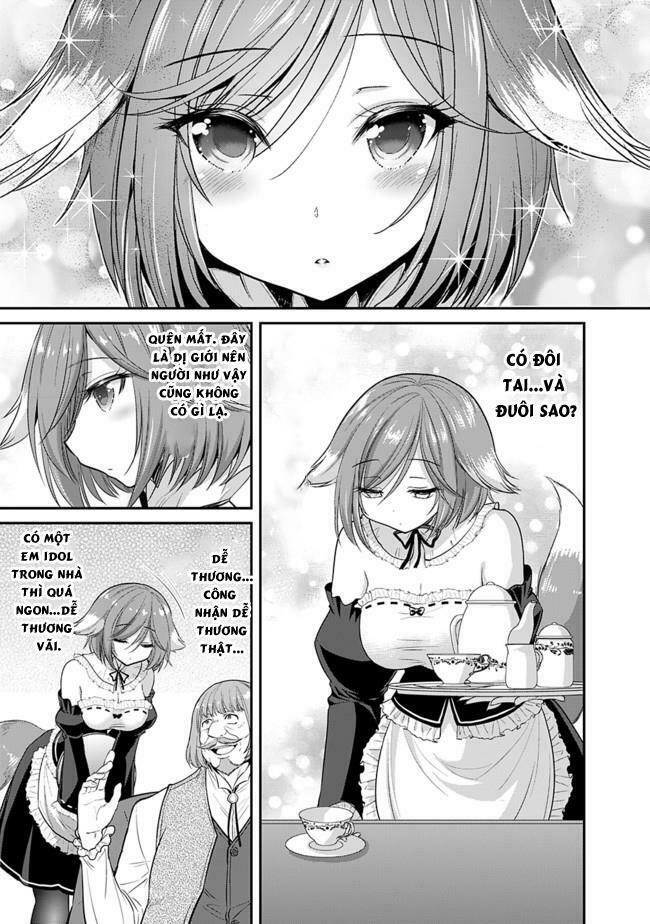 CÓ ĐÔI
TAI...VÀ
ĐUÔI SAO?
QUÊN MẤT. ĐÂY
LÀ DỊ GIỚI NÊN
NGƯỜI NHƯ VẬY
CŨNG KHÔNG
CÓ GÌ LẠ.
DỄ
THƯƠNG...
CÔNG
NHẬN DỄ
THƯƠNG
THẬT...
CÓ MỘT
EM IDOL
TRONG NHÀ
THÌ QUÁ
NGON...DỄ
THƯƠNG
VÃI.